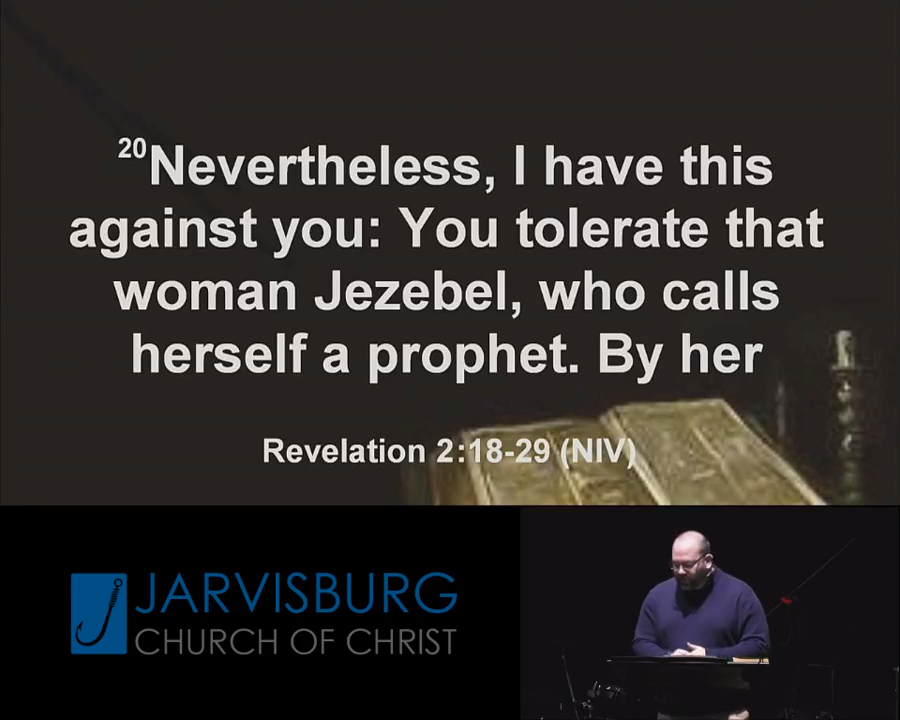 20Nevertheless, I have this
against you: You tolerate that
woman Jezebel, who calls
herself a prophet. By her
Revelation 2:18-29 (NIV)
JARVISBURG
CHURCH OF CHRIST